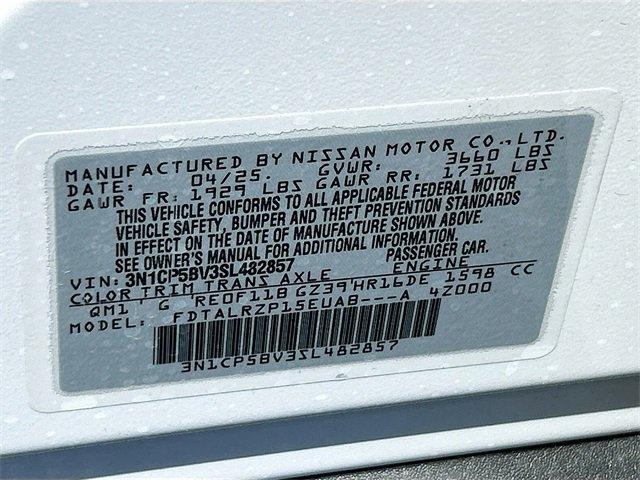 MANUFACTURED BY NISSAN MOTOR CO., LTD.
DATE: 04/25. GVWR: 3660 LBS
GAWR FR: 1929 LBS GAWR RR: 1731 LBS
THIS VEHICLE CONFORMS TO ALL APPLICABLE FEDERAL MOTOR
VEHICLE SAFETY, BUMPER AND THEFT PREVENTION STANDARDS
IN EFFECT ON THE DATE OF MANUFACTURE SHOWN ABOVE.
SEE OWNER'S MANUAL FOR ADDITIONAL INFORMATION.
VIN: 3N1CP5BV3SL482857 PASSENGER CAR.
COLOR TRIM TRANS AXLE ENGINE
QM1 G RE0F11B GZ39 HR16DE 1598 CC
MODEL: FDTALRZP15EUAB---A 4Z000
3N1CP5BV3SL482857